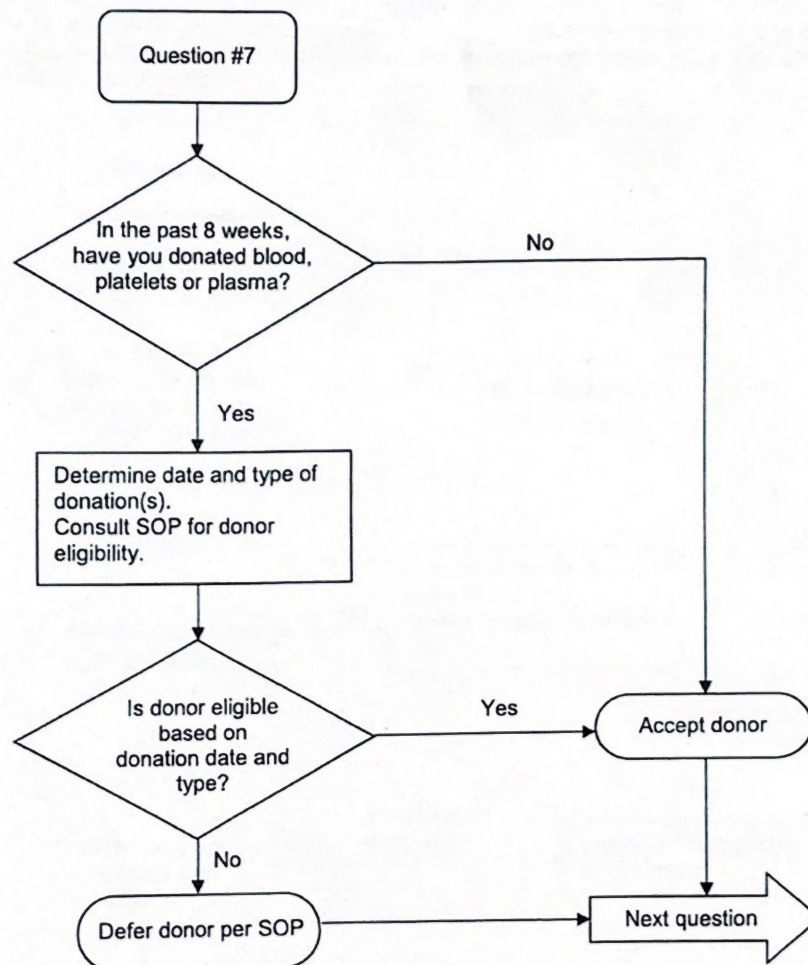 Question #7
In the past 8 weeks,
have you donated blood,
platelets or plasma?
No
Yes
Determine date and type of
donation(s).
Consult SOP for donor
eligibility.
Is donor eligible
based on
donation date and
type?
Yes
Accept donor
No
Defer donor per SOP
Next question